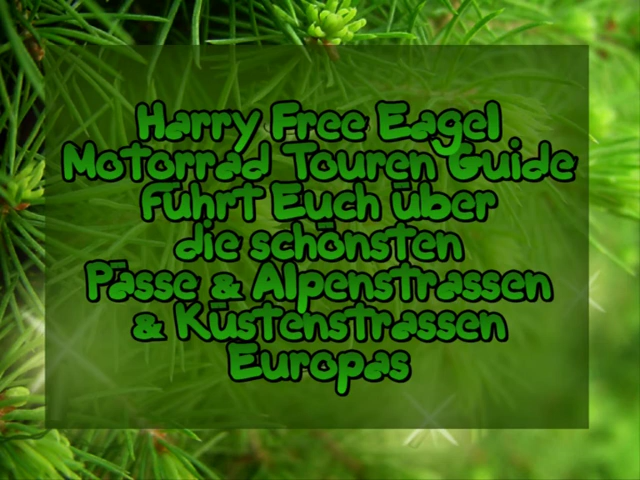 Harry Free Eagel
Motorrad Touren Guide
führt Euch über
die schönsten
Pässe & Alpenstrassen
& Küstenstrassen
Europas